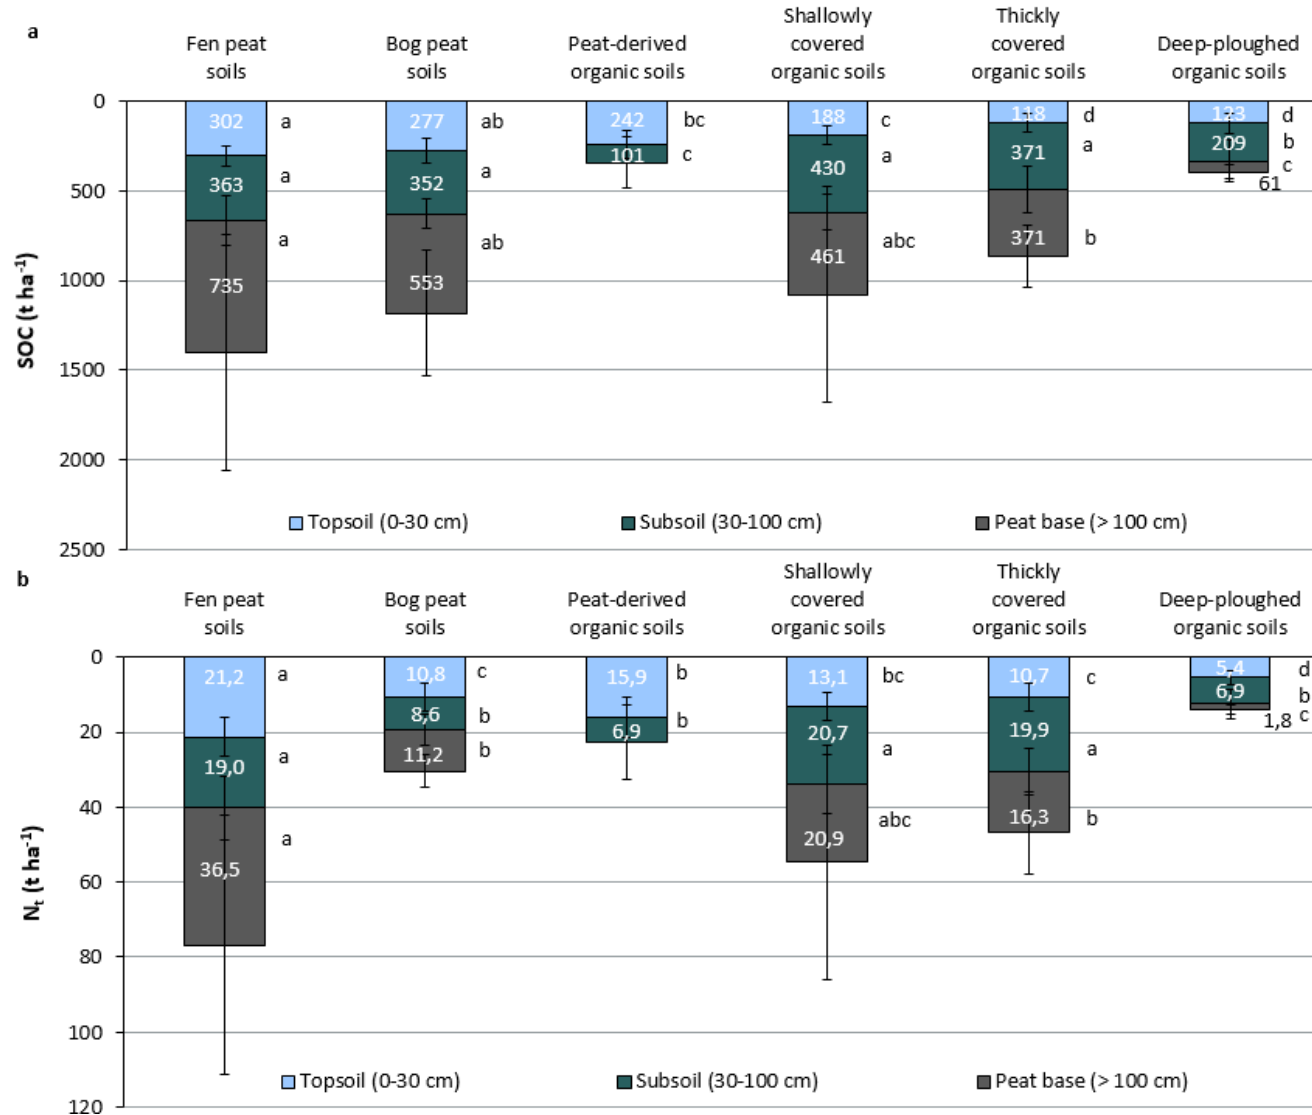 a
Fen peat
soils
Bog peat
soils
Peat-derived
organic soils
Shallowly
covered
organic soils
Thickly
covered
organic soils
Deep-ploughed
organic soils
SOC (t ha⁻¹)
0
500
1000
1500
2000
2500
302 a
363 a
735 a
277 ab
352 a
553 ab
242 bc
101 c
188 c
430 a
461 abc
118 d
371 a
371 b
123 d
209 b
61 c
Topsoil (0-30 cm) Subsoil (30-100 cm) Peat base (> 100 cm)
b
Fen peat
soils
Bog peat
soils
Peat-derived
organic soils
Shallowly
covered
organic soils
Thickly
covered
organic soils
Deep-ploughed
organic soils
Nₜ (t ha⁻¹)
0
20
40
60
80
100
120
21,2 a
19,0 a
36,5 a
10,8 c
8,6 b
11,2 b
15,9 b
6,9 b
13,1 bc
20,7 a
20,9 abc
10,7 c
19,9 a
16,3 b
5,4 d
6,9 b
1,8 c
Topsoil (0-30 cm) Subsoil (30-100 cm) Peat base (> 100 cm)